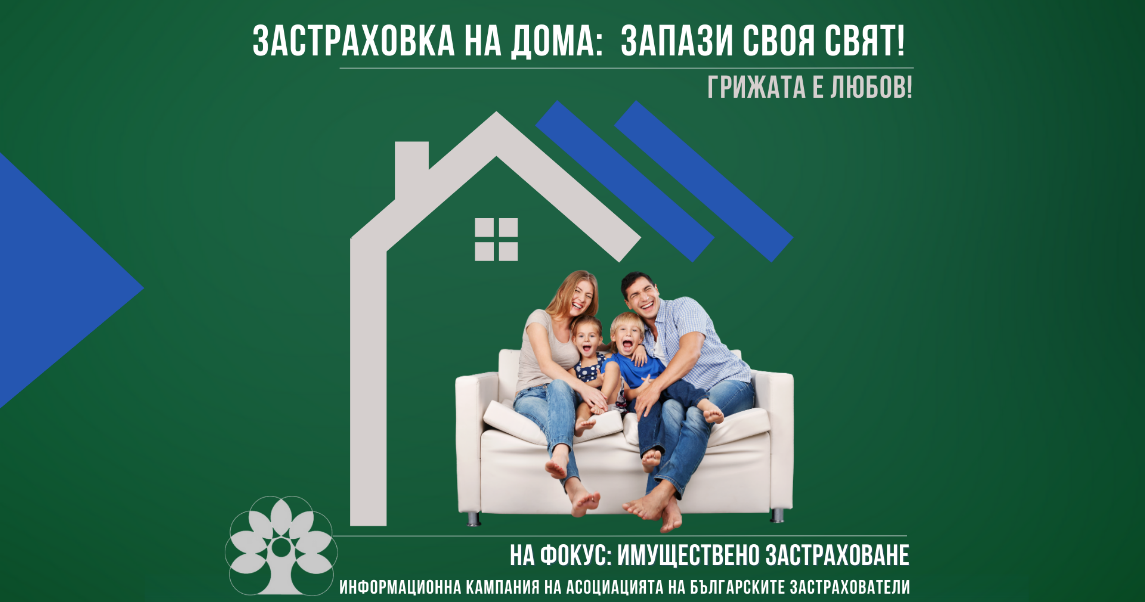 ЗАСТРАХОВКА НА ДОМА: ЗАПАЗИ СВОЯ СВЯТ!
ГРИЖАТА Е ЛЮБОВ!
НА ФОКУС: ИМУЩЕСТВЕНО ЗАСТРАХОВАНЕ
ИНФОРМАЦИОННА КАМПАНИЯ НА АСОЦИАЦИЯТА НА БЪЛГАРСКИТЕ ЗАСТРАХОВАТЕЛИ